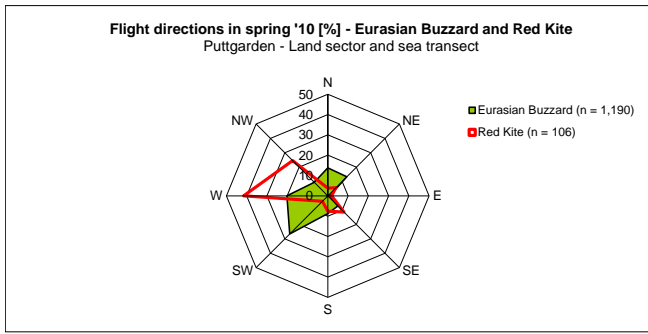 Flight directions in spring '10 [%] - Eurasian Buzzard and Red Kite
Puttgarden - Land sector and sea transect
N
50
40
30
20
10
0
NE
E
SE
S
SW
W
NW
Eurasian Buzzard (n = 1,190)
Red Kite (n = 106)